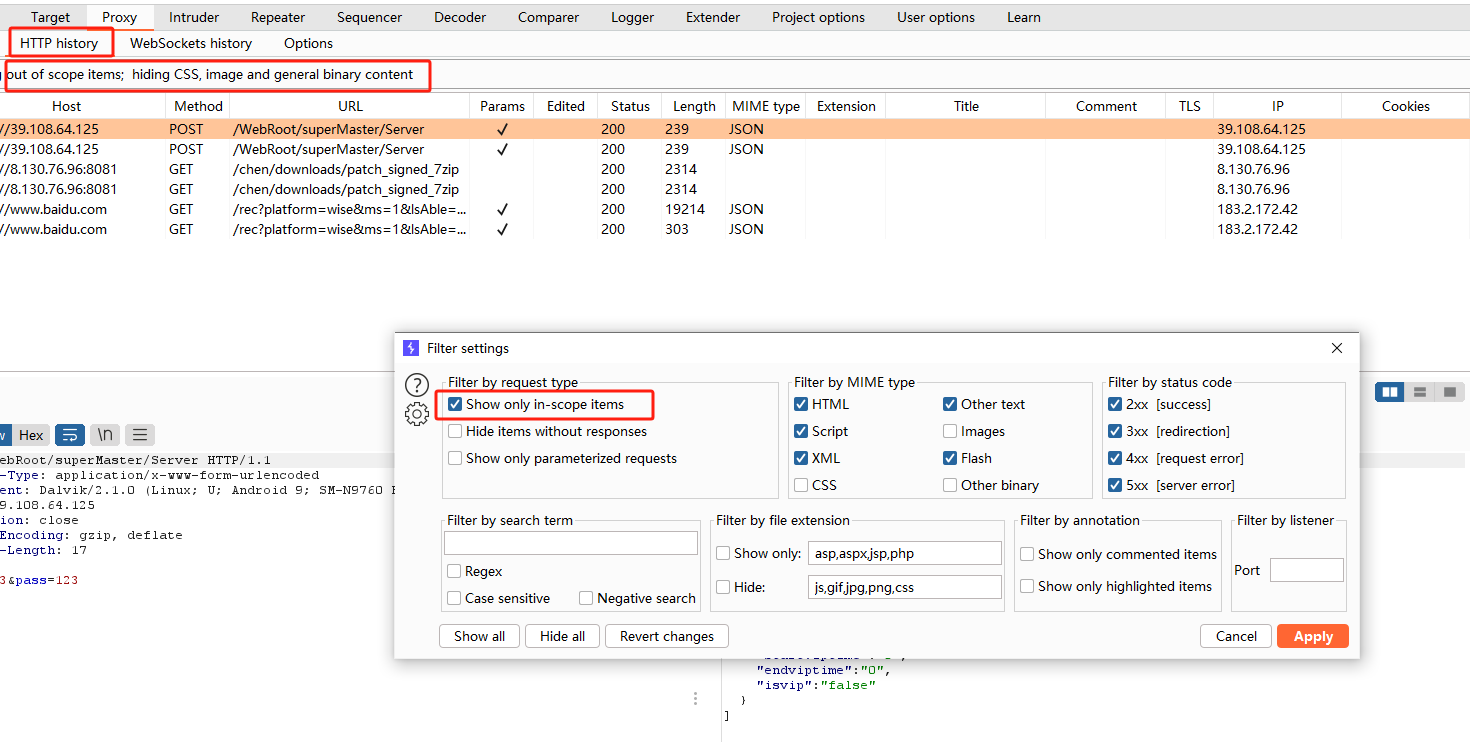 Target Proxy Intruder Repeater Sequencer Decoder Comparer Logger Extender Project options User options Learn
HTTP history WebSockets history Options
out of scope items; hiding CSS, image and general binary content
Host Method URL Params Edited Status Length MIME type Extension Title Comment TLS IP Cookies
//39.108.64.125 POST /WebRoot/superMaster/Server ✓ 200 239 JSON 39.108.64.125
//39.108.64.125 POST /WebRoot/superMaster/Server ✓ 200 239 JSON 39.108.64.125
//8.130.76.96:8081 GET /chen/downloads/patch_signed_7zip 200 2314 8.130.76.96
//8.130.76.96:8081 GET /chen/downloads/patch_signed_7zip 200 2314 8.130.76.96
//www.baidu.com GET /rec?platform=wise&ms=1&lsAble=... ✓ 200 19214 JSON 183.2.172.42
//www.baidu.com GET /rec?platform=wise&ms=1&lsAble=... ✓ 200 303 JSON 183.2.172.42
Filter settings
Filter by request type
Show only in-scope items
Hide items without responses
Show only parameterized requests
Filter by MIME type
HTML Other text
Script Images
XML Flash
CSS Other binary
Filter by status code
2xx [success]
3xx [redirection]
4xx [request error]
5xx [server error]
Filter by search term
Regex
Case sensitive Negative search
Filter by file extension
Show only: asp,aspx,jsp,php
Hide: js,gif,jpg,png,css
Filter by annotation
Show only commented items
Show only highlighted items
Filter by listener
Port
Show all Hide all Revert changes Cancel Apply
w Hex \n
ebRoot/superMaster/Server HTTP/1.1
-Type: application/x-www-form-urlencoded
ent: Dalvik/2.1.0 (Linux; U; Android 9; SM-N9760
9.108.64.125
ion: close
Encoding: gzip, deflate
-Length: 17
3&pass=123
"endviptime":"0",
"isvip":"false"
}
]